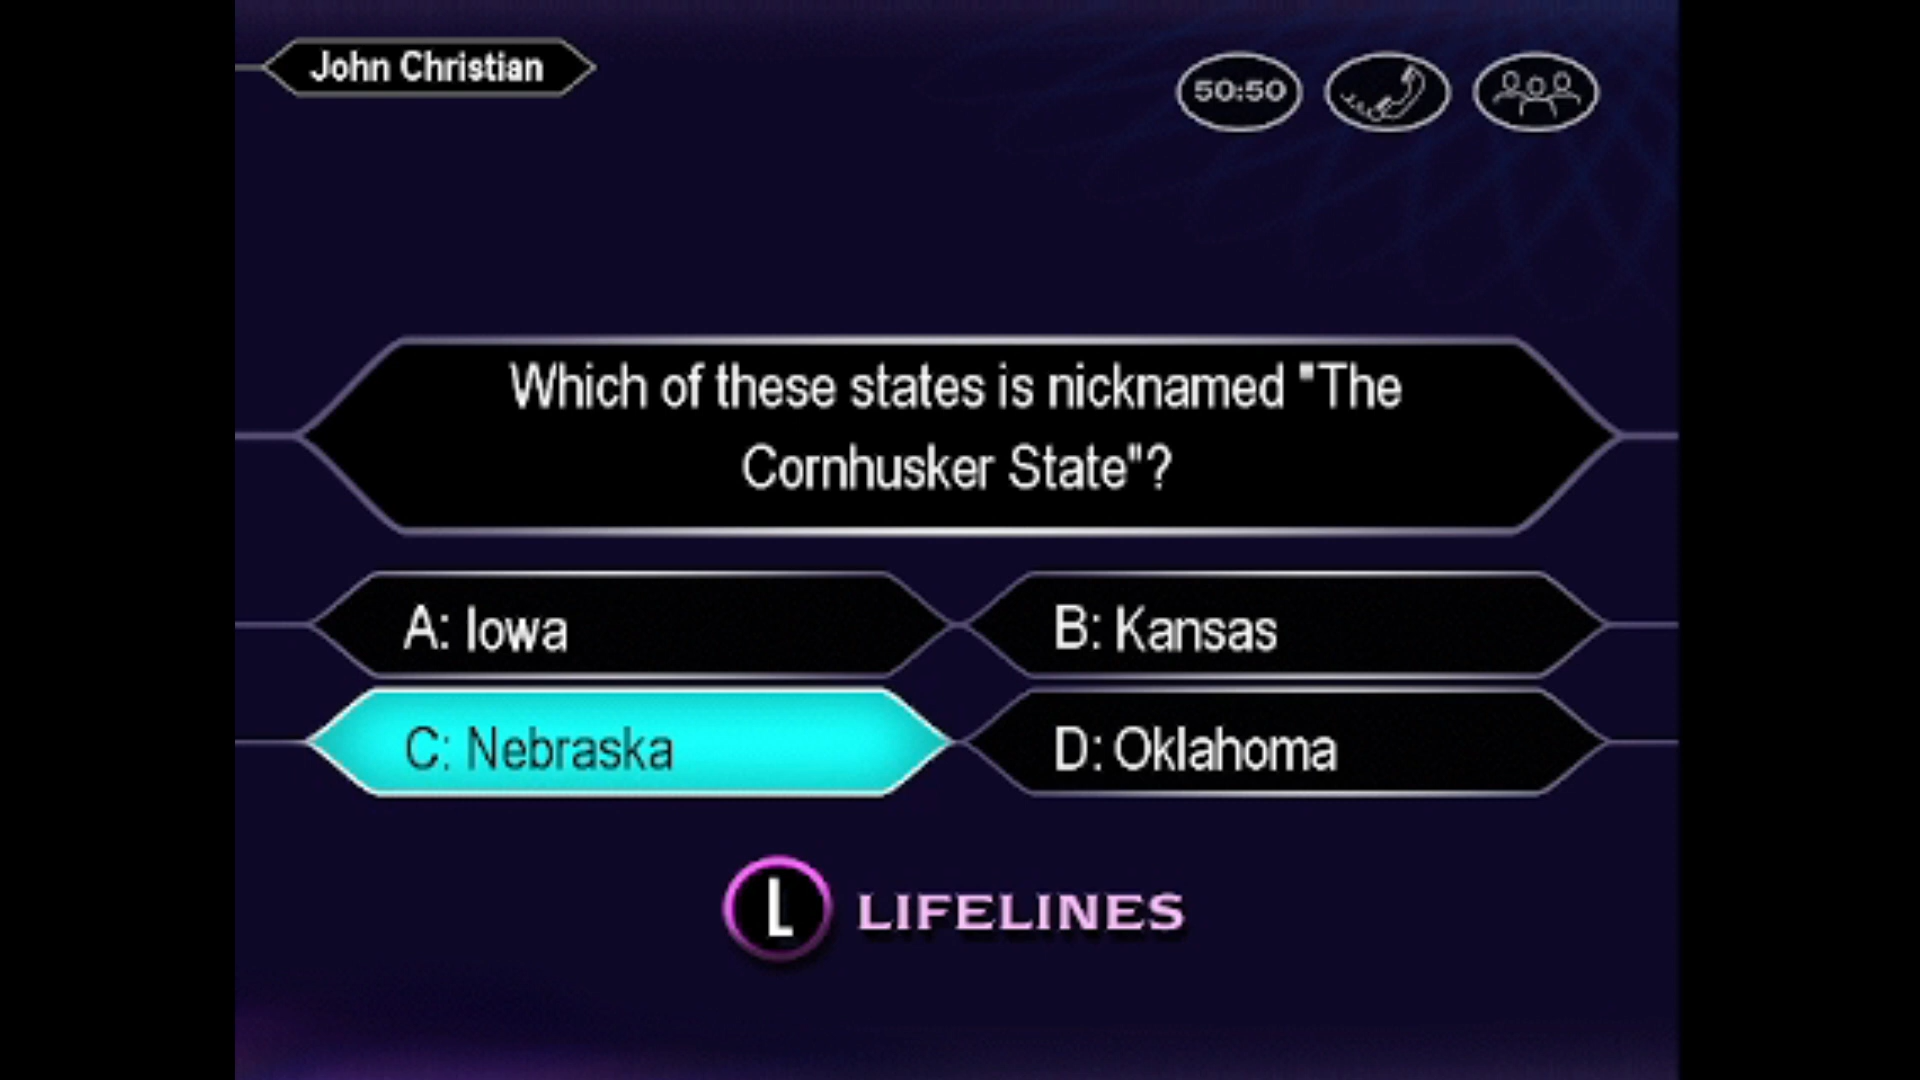 John Christian
50:50
Which of these states is nicknamed "The
Cornhusker State"?
A: Iowa
B: Kansas
C: Nebraska
D: Oklahoma
L LIFELINES